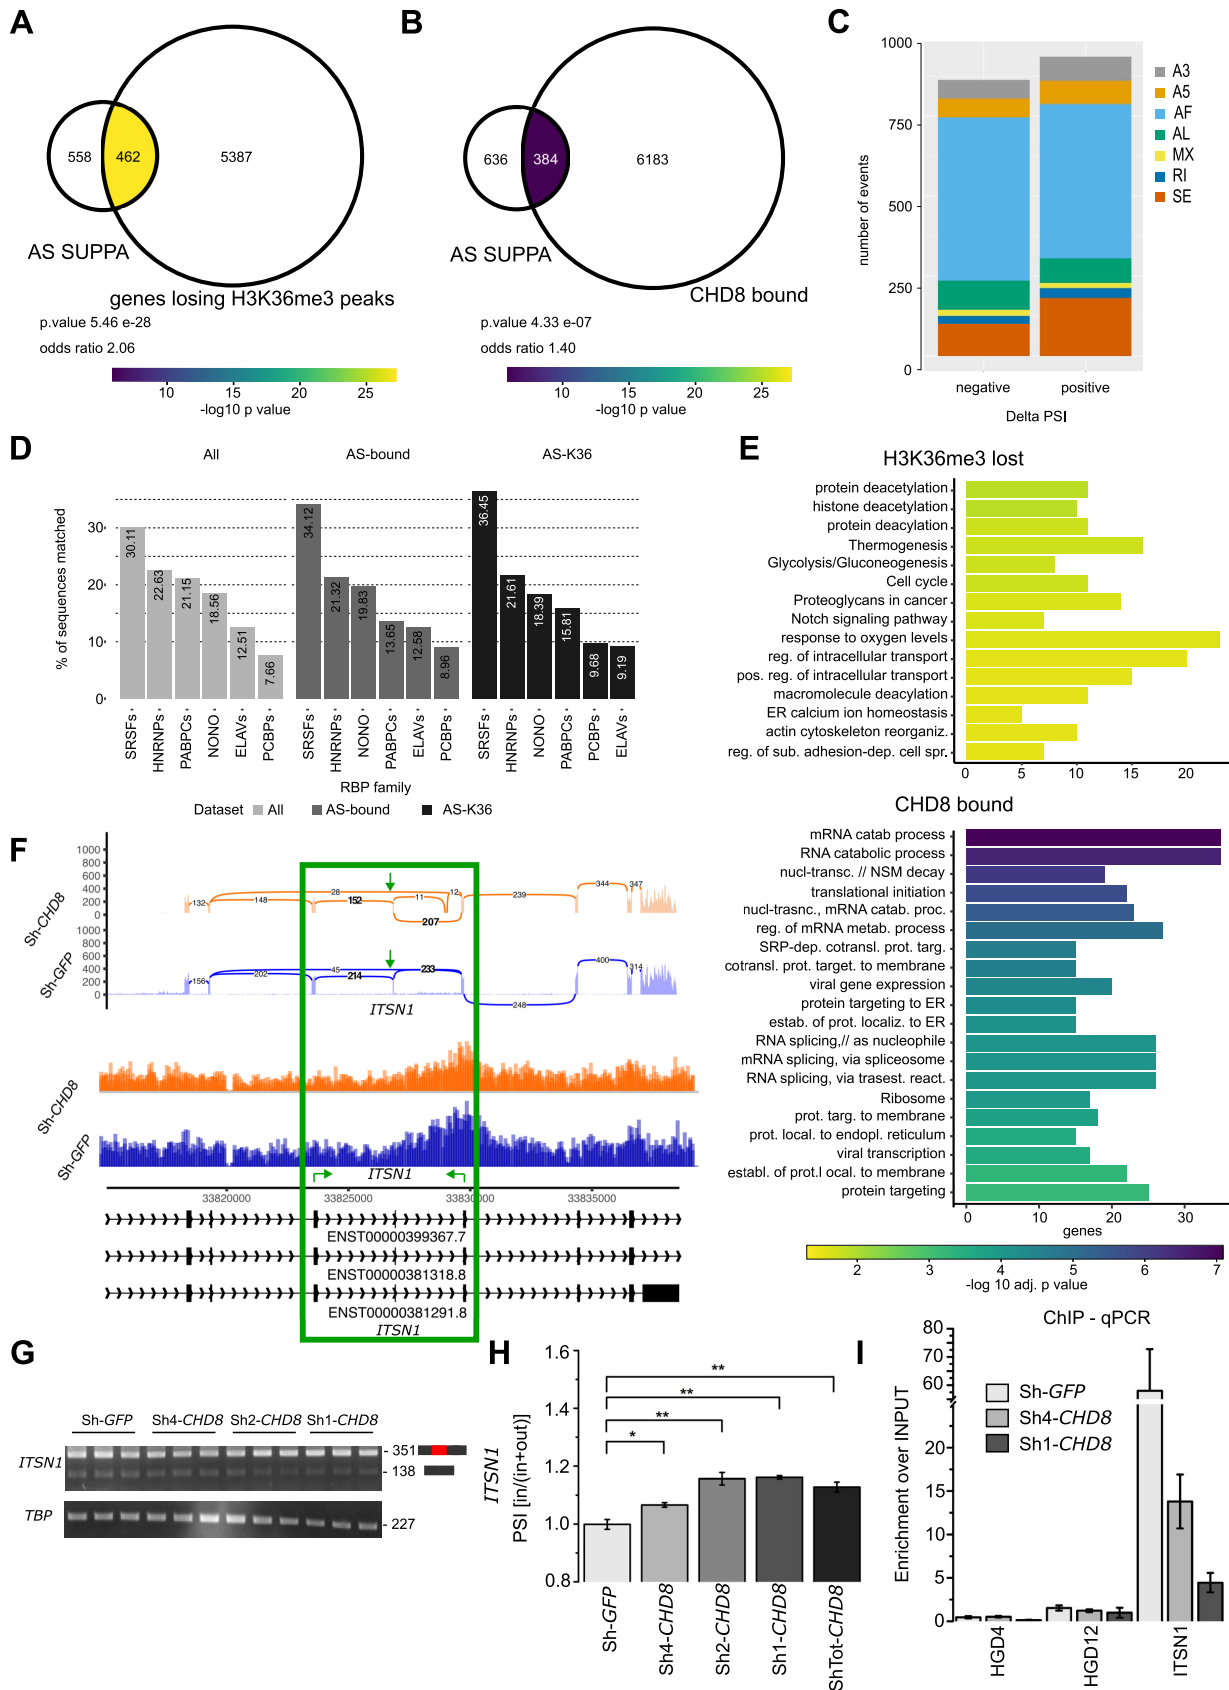 A
558
462
5387
AS SUPPA
genes losing H3K36me3 peaks
p.value 5.46 e-28
odds ratio 2.06
10 15 20 25
-log10 p value
B
636
384
6183
AS SUPPA
CHD8 bound
p.value 4.33 e-07
odds ratio 1.40
10 15 20 25
-log10 p value
C
number of events
1000
750
500
250
0
negative positive
Delta PSI
A3
A5
AF
AL
MX
RI
SE
D
All AS-bound AS-K36
% of sequences matched
30
20
10
0
30.11 22.63 21.15 18.56 12.51 7.66
34.12 21.32 19.83 13.65 12.58 8.96
36.45 21.61 18.39 15.81 9.68 9.19
SRSFs HNRNPs PABPCs NONO ELAVs PCBPs
SRSFs HNRNPs NONO PABPCs ELAVs PCBPs
SRSFs HNRNPs NONO PABPCs PCBPs ELAVs
RBP family
Dataset All AS-bound AS-K36
E
H3K36me3 lost
protein deacetylation
histone deacetylation
protein deacylation
Thermogenesis
Glycolysis/Gluconeogenesis
Cell cycle
Proteoglycans in cancer
Notch signaling pathway
response to oxygen levels
reg. of intracellular transport
pos. reg. of intracellular transport
macromolecule deacylation
ER calcium ion homeostasis
actin cytoskeleton reorganiz.
reg. of sub. adhesion-dep. cell spr.
0 5 10 15 20
CHD8 bound
mRNA catab process
RNA catabolic process
nucl-transc. // NSM decay
translational initiation
nucl-trasnc., mRNA catab. proc.
reg. of mRNA metab. process
SRP-dep. cotransl. prot. targ.
cotransl. prot. target. to membrane
viral gene expression
protein targeting to ER
estab. of prot. localiz. to ER
RNA splicing,// as nucleophile
mRNA splicing, via spliceosome
RNA splicing, via trasest. react.
Ribosome
prot. targ. to membrane
prot. local. to endopl. reticulum
viral transcription
establ. of prot.l ocal. to membrane
protein targeting
0 10 20 30
genes
2 3 4 5 6 7
-log 10 adj. p value
F
Sh-CHD8
1000
800
600
400
200
0
132 148 28 152 11 12 207 239 344 347
Sh-GFP
1000
800
600
400
200
0
156 202 45 214 233 248 400 314
ITSN1
Sh-CHD8
Sh-GFP
ITSN1
33820000 33825000 33830000 33835000
ENST00000399367.7
ENST00000381318.8
ENST00000381291.8
ITSN1
G
Sh-GFP Sh4-CHD8 Sh2-CHD8 Sh1-CHD8
ITSN1
- 351
- 138
TBP
- 227
H
ITSN1
PSI [in/(in+out)]
1.6
1.4
1.2
1.0
0.8
**
**
**
*
Sh-GFP Sh4-CHD8 Sh2-CHD8 Sh1-CHD8 ShTot-CHD8
I
ChIP - qPCR
Enrichment over INPUT
80
70
60
50
20
15
10
5
0
Sh-GFP
Sh4-CHD8
Sh1-CHD8
HGD4 HGD12 ITSN1